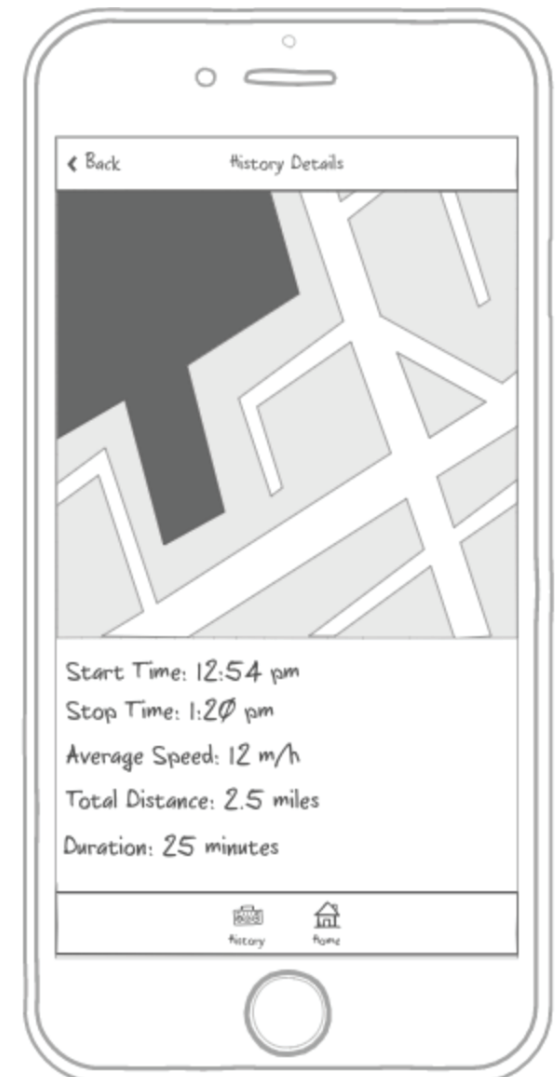 < Back History Details
Start Time: 12:54 pm
Stop Time: 1:20 pm
Average Speed: 12 m/h
Total Distance: 2.5 miles
Duration: 25 minutes
History Home